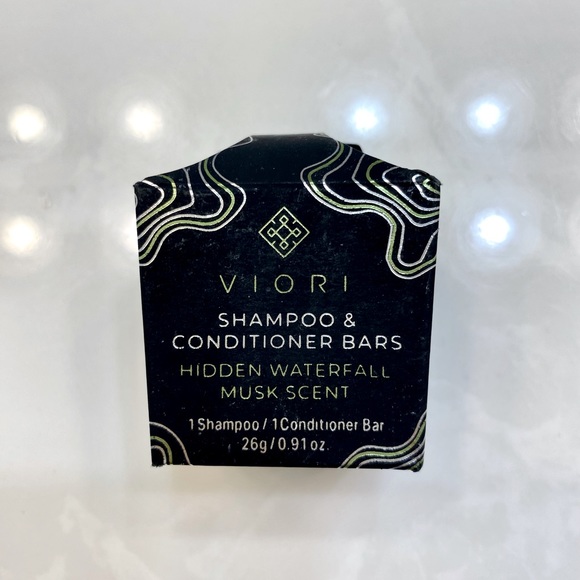 VIORI
SHAMPOO &
CONDITIONER BARS
HIDDEN WATERFALL
MUSK SCENT
1 Shampoo / 1 Conditioner Bar
26g/0.91 oz.